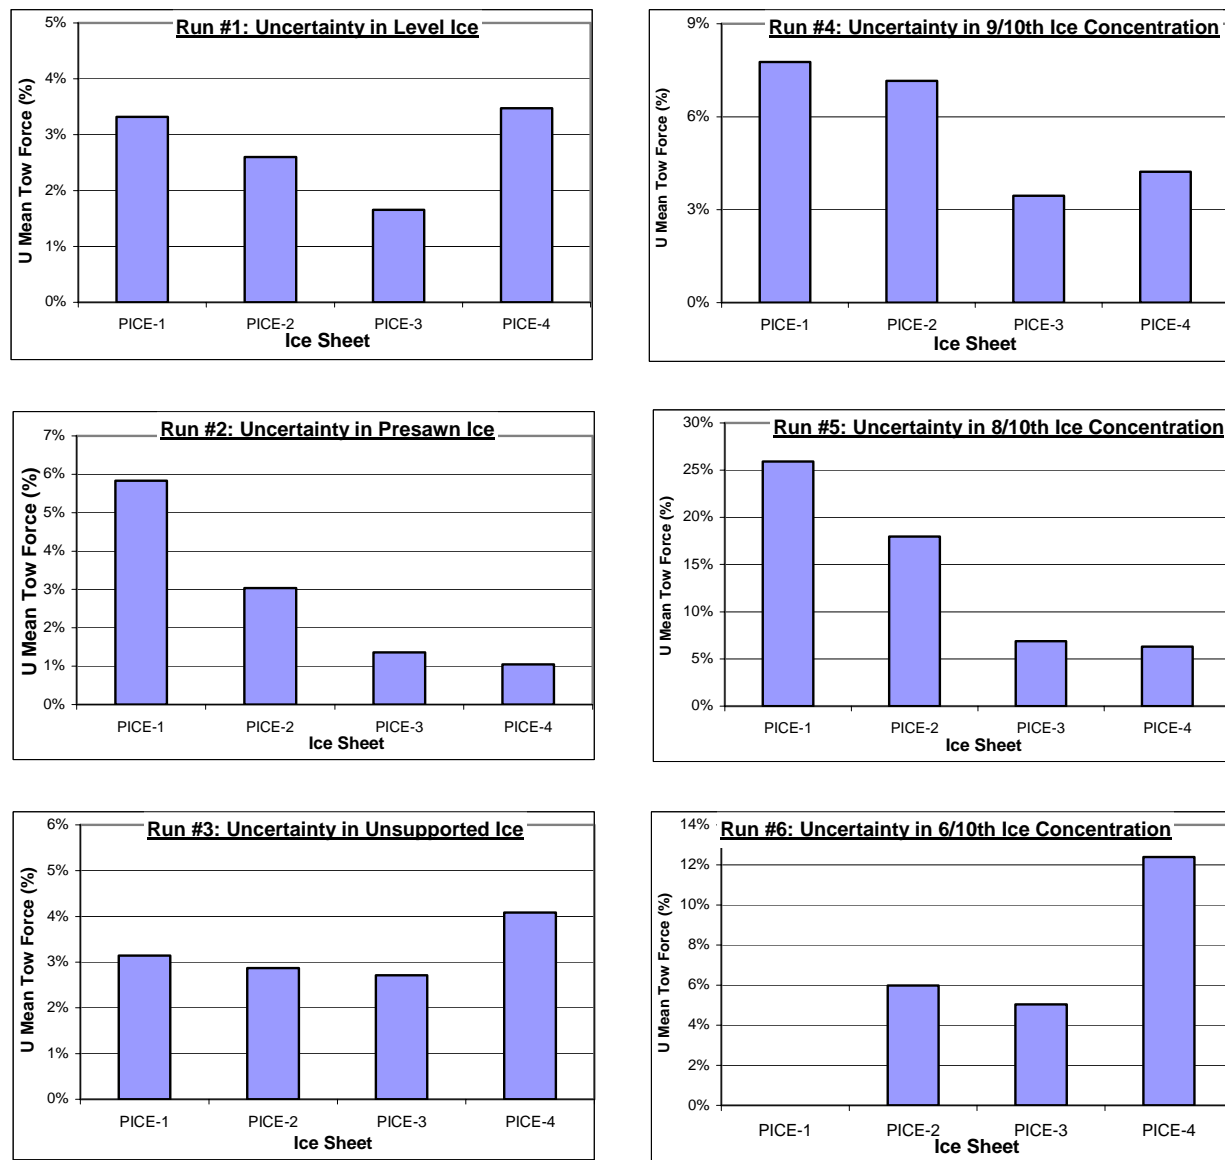 Run #1: Uncertainty in Level Ice
U Mean Tow Force (%)
5%
4%
3%
2%
1%
0%
PICE-1 PICE-2 PICE-3 PICE-4
Ice Sheet
Run #4: Uncertainty in 9/10th Ice Concentration
U Mean Tow Force (%)
9%
6%
3%
0%
PICE-1 PICE-2 PICE-3 PICE-4
Ice Sheet
Run #2: Uncertainty in Presawn Ice
U Mean Tow Force (%)
7%
6%
5%
4%
3%
2%
1%
0%
PICE-1 PICE-2 PICE-3 PICE-4
Ice Sheet
Run #5: Uncertainty in 8/10th Ice Concentration
U Mean Tow Force (%)
30%
25%
20%
15%
10%
5%
0%
PICE-1 PICE-2 PICE-3 PICE-4
Ice Sheet
Run #3: Uncertainty in Unsupported Ice
U Mean Tow Force (%)
6%
5%
4%
3%
2%
1%
0%
PICE-1 PICE-2 PICE-3 PICE-4
Ice Sheet
Run #6: Uncertainty in 6/10th Ice Concentration
U Mean Tow Force (%)
14%
12%
10%
8%
6%
4%
2%
0%
PICE-1 PICE-2 PICE-3 PICE-4
Ice Sheet